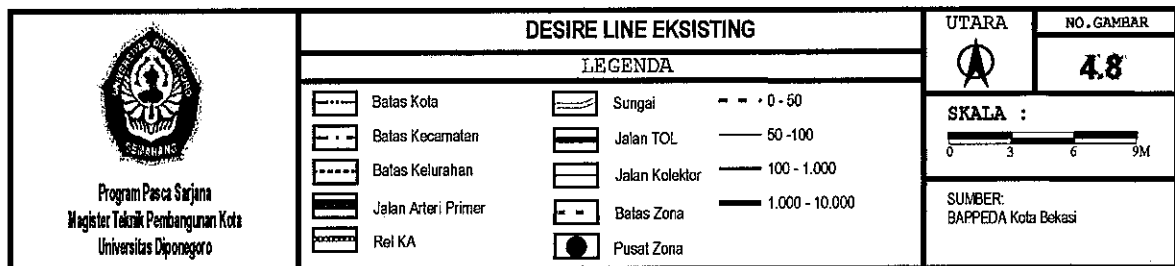 UNIVERSITAS DIPONEGORO
SEMARANG
Program Pasca Sarjana
Magister Teknik Pembangunan Kota
Universitas Diponegoro
DESIRE LINE EKSISTING
LEGENDA
Batas Kota
Batas Kecamatan
Batas Kelurahan
Jalan Arteri Primer
Rel KA
Sungai
Jalan TOL
Jalan Kolektor
Batas Zona
Pusat Zona
0 - 50
50 -100
100 - 1.000
1.000 - 10.000
UTARA
NO.GAMBAR
4.8
SKALA :
0 3 6 9M
SUMBER:
BAPPEDA Kota Bekasi